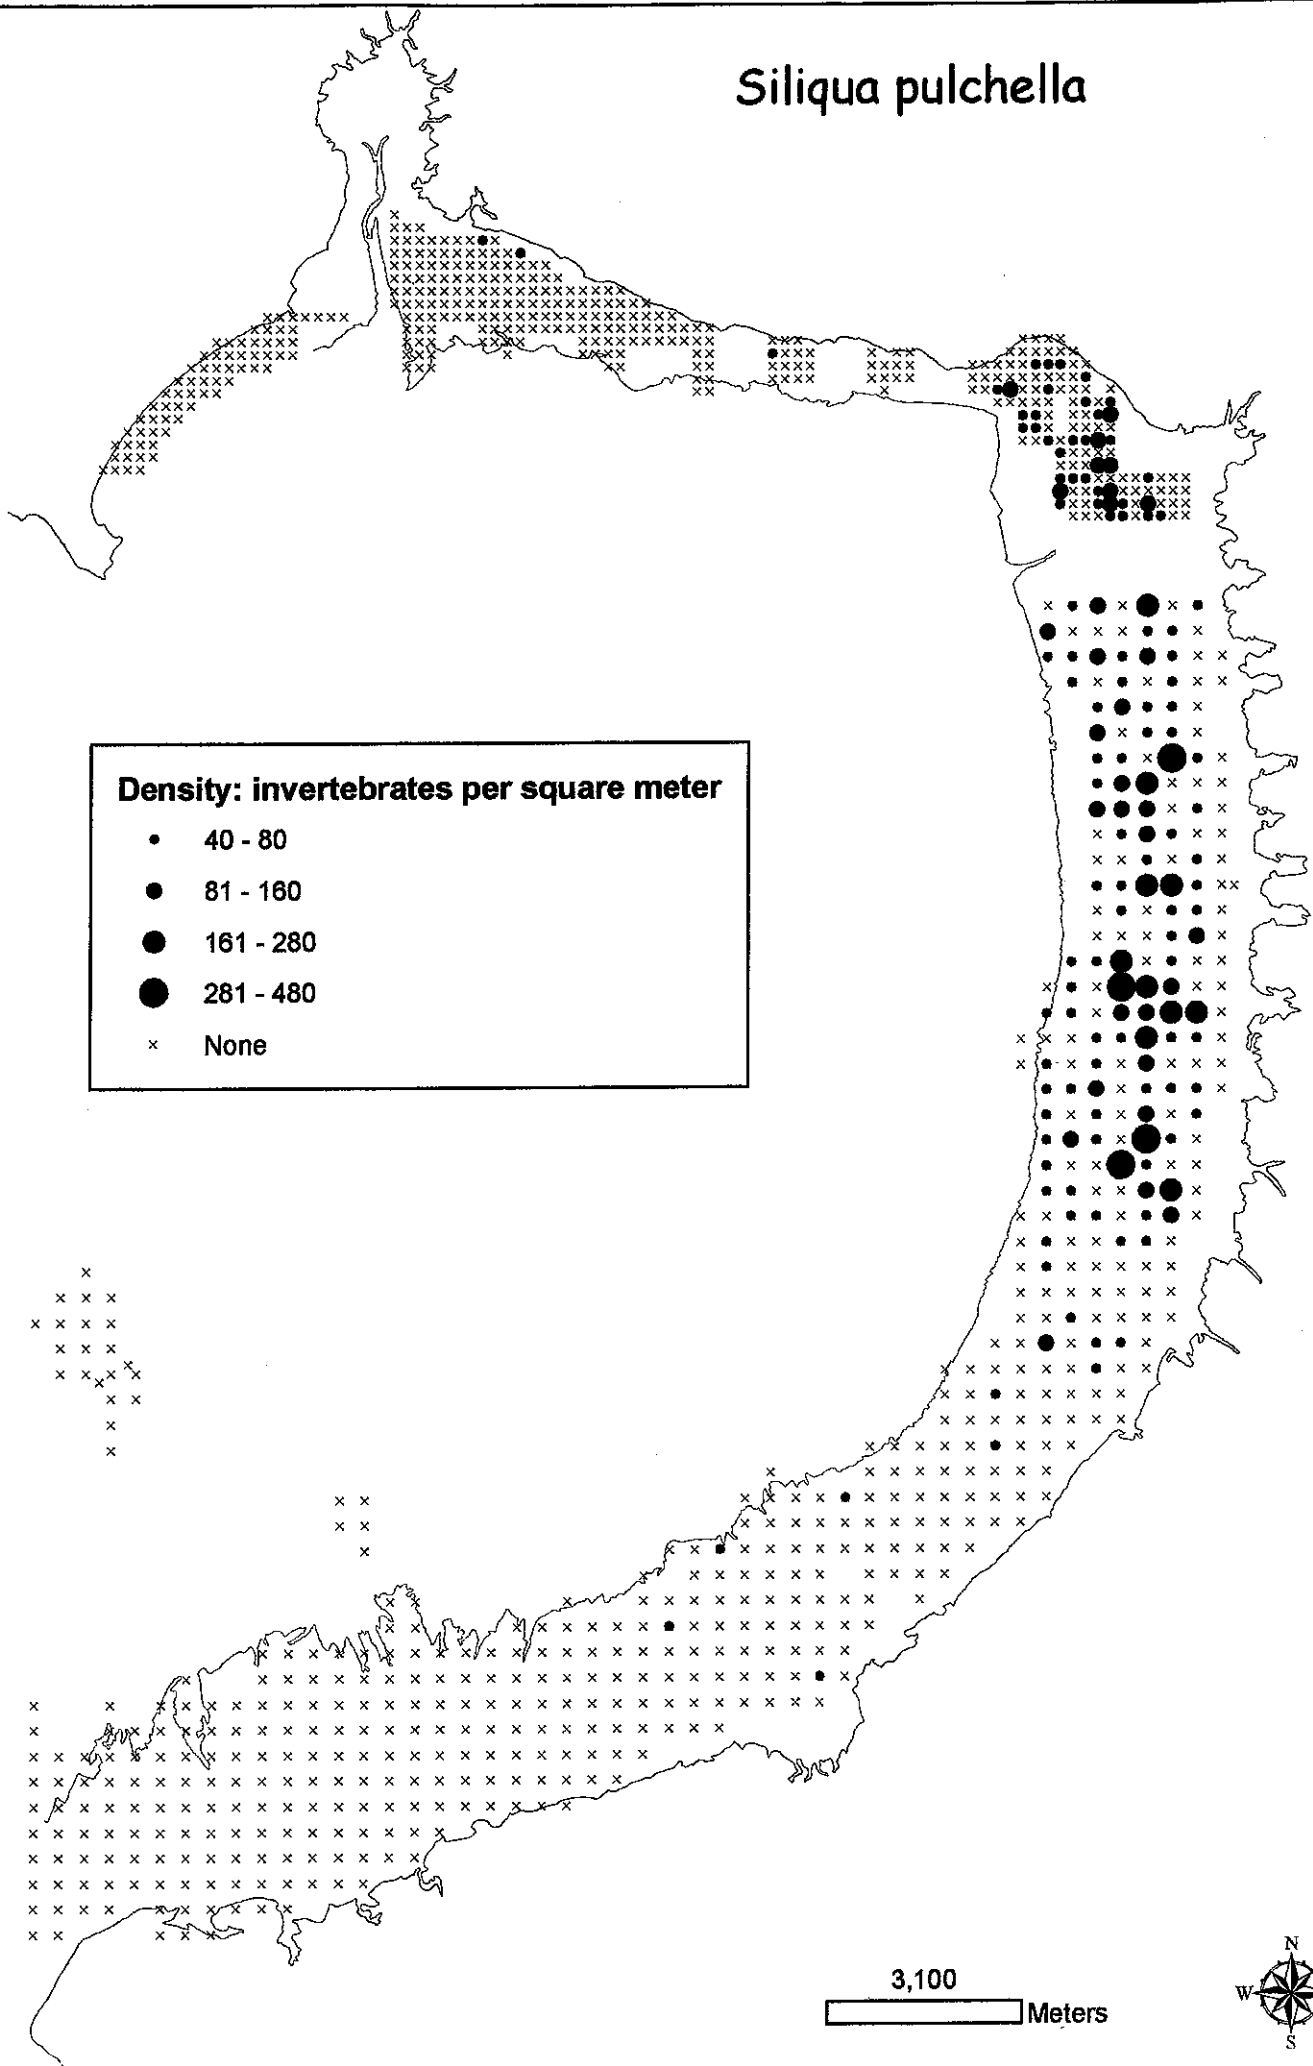 Siliqua pulchella
Density: invertebrates per square meter
40 - 80
81 - 160
161 - 280
281 - 480
None
3,100
Meters
N
W
S